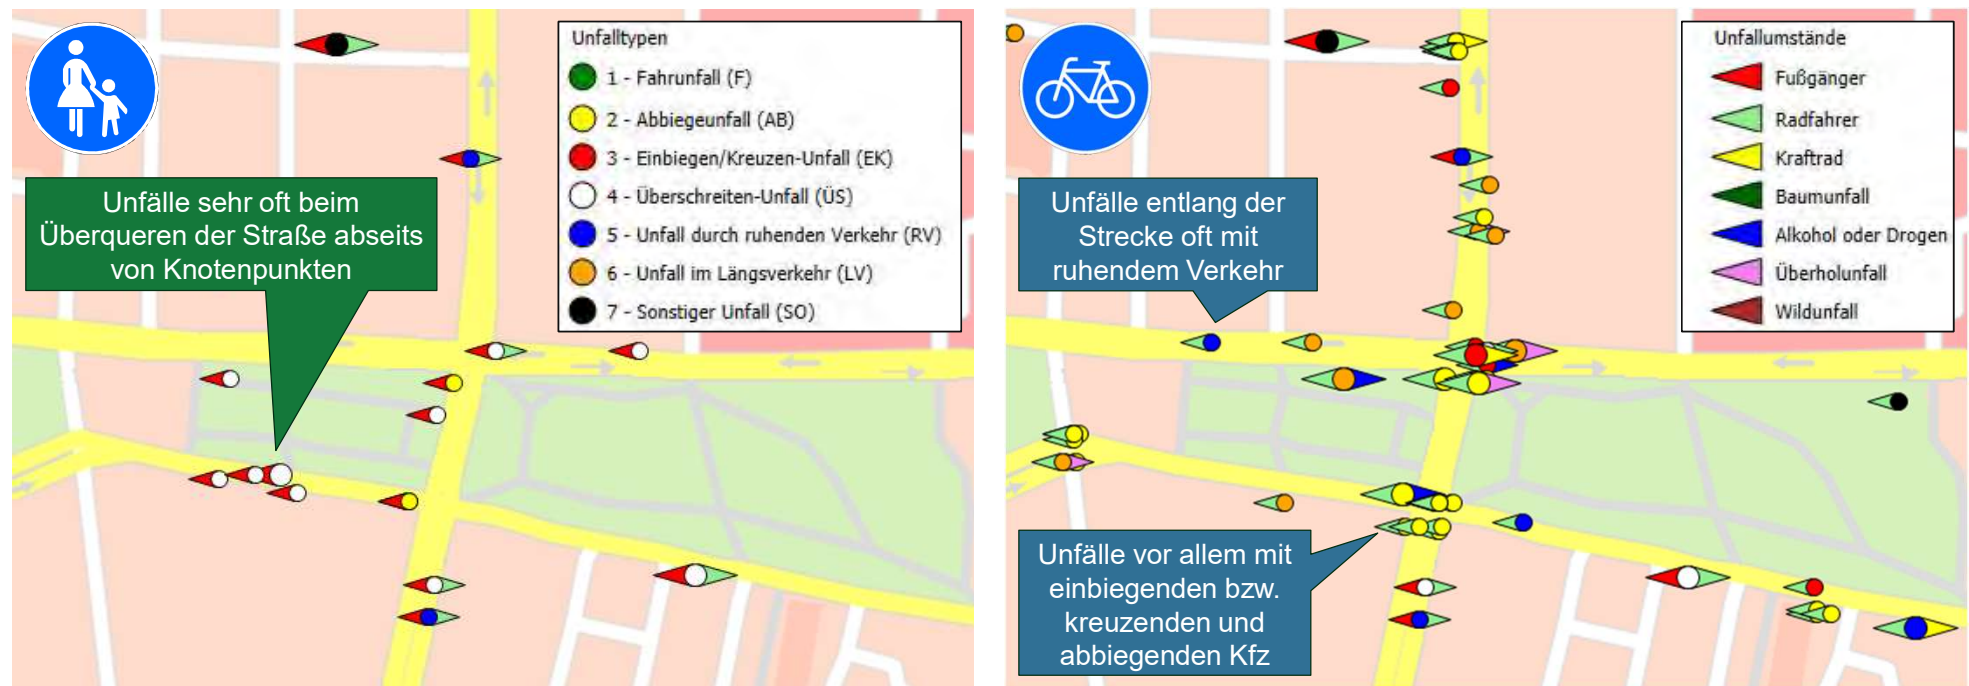 Unfalltypen
1 - Fahrunfall (F)
2 - Abbiegeunfall (AB)
3 - Einbiegen/Kreuzen-Unfall (EK)
4 - Überschreiten-Unfall (ÜS)
5 - Unfall durch ruhenden Verkehr (RV)
6 - Unfall im Längsverkehr (LV)
7 - Sonstiger Unfall (SO)
Unfälle sehr oft beim
Überqueren der Straße abseits
von Knotenpunkten
Unfallumstände
Fußgänger
Radfahrer
Kraftrad
Baumunfall
Alkohol oder Drogen
Überholunfall
Wildunfall
Unfälle entlang der
Strecke oft mit
ruhendem Verkehr
Unfälle vor allem mit
einbiegenden bzw.
kreuzenden und
abbiegenden Kfz